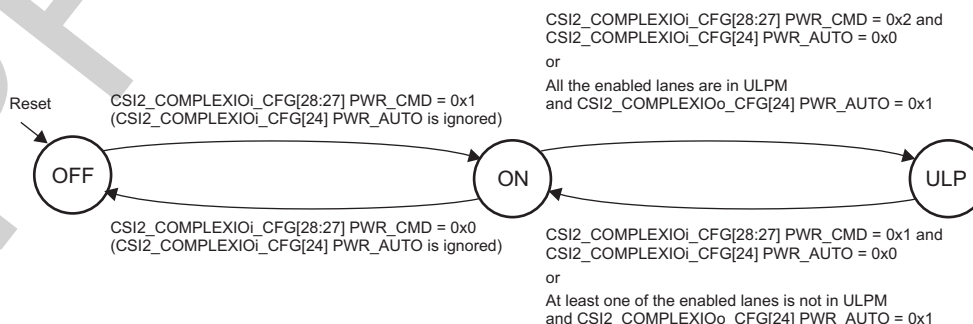 CSI2_COMPLEXIOi_CFG[28:27] PWR_CMD = 0x2 and
CSI2_COMPLEXIOi_CFG[24] PWR_AUTO = 0x0
or
All the enabled lanes are in ULPM
and CSI2_COMPLEXIOo_CFG[24] PWR_AUTO = 0x1
Reset
CSI2_COMPLEXIOi_CFG[28:27] PWR_CMD = 0x1
(CSI2_COMPLEXIOi_CFG[24] PWR_AUTO is ignored)
OFF
ON
ULP
CSI2_COMPLEXIOi_CFG[28:27] PWR_CMD = 0x0
(CSI2_COMPLEXIOi_CFG[24] PWR_AUTO is ignored)
CSI2_COMPLEXIOi_CFG[28:27] PWR_CMD = 0x1 and
CSI2_COMPLEXIOi_CFG[24] PWR_AUTO = 0x0
or
At least one of the enabled lanes is not in ULPM
and CSI2_COMPLEXIOo_CFG[24] PWR_AUTO = 0x1